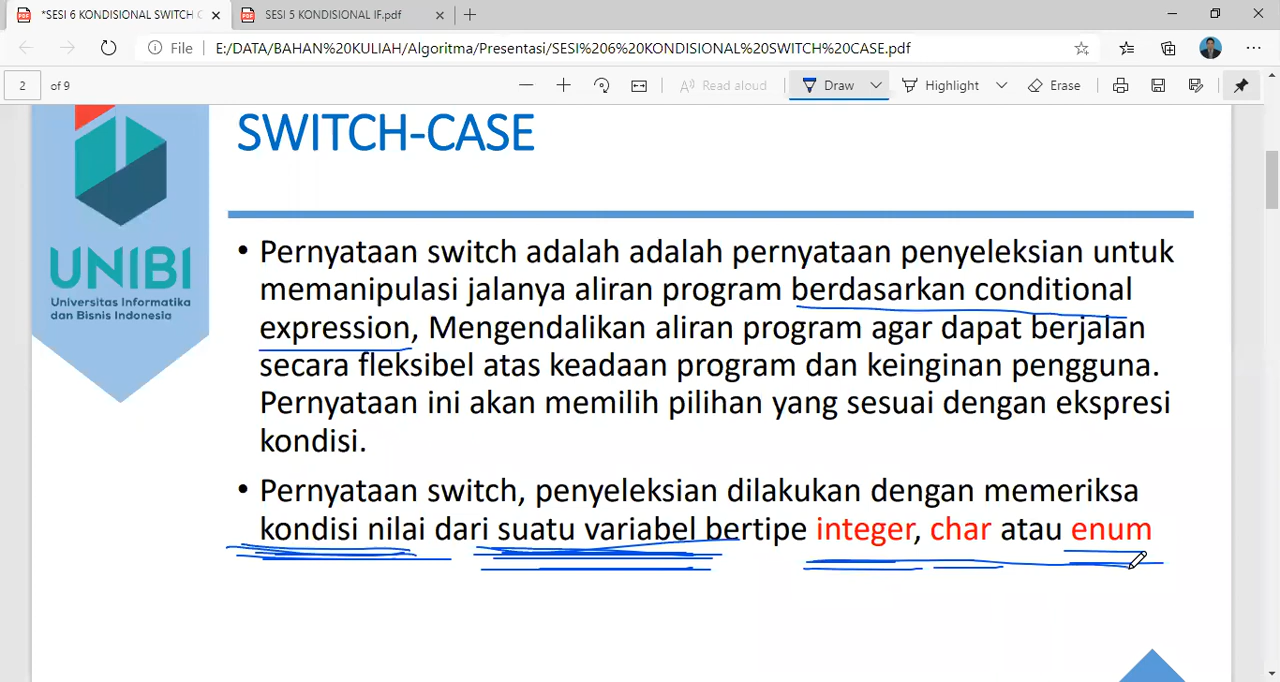 *SESI 6 KONDISIONAL SWITCH C
SESI 5 KONDISIONAL IF.pdf
File
E:/DATA/BAHAN%20KULIAH/Algoritma/Presentasi/SESI%206%20KONDISIONAL%20SWITCH%20CASE.pdf
2 of 9
Read aloud
Draw
Highlight
Erase
SWITCH-CASE
UNIBI
Universitas Informatika
dan Bisnis Indonesia
• Pernyataan switch adalah adalah pernyataan penyeleksian untuk
memanipulasi jalanya aliran program berdasarkan conditional
expression, Mengendalikan aliran program agar dapat berjalan
secara fleksibel atas keadaan program dan keinginan pengguna.
Pernyataan ini akan memilih pilihan yang sesuai dengan ekspresi
kondisi.
• Pernyataan switch, penyeleksian dilakukan dengan memeriksa
kondisi nilai dari suatu variabel bertipe integer, char atau enum